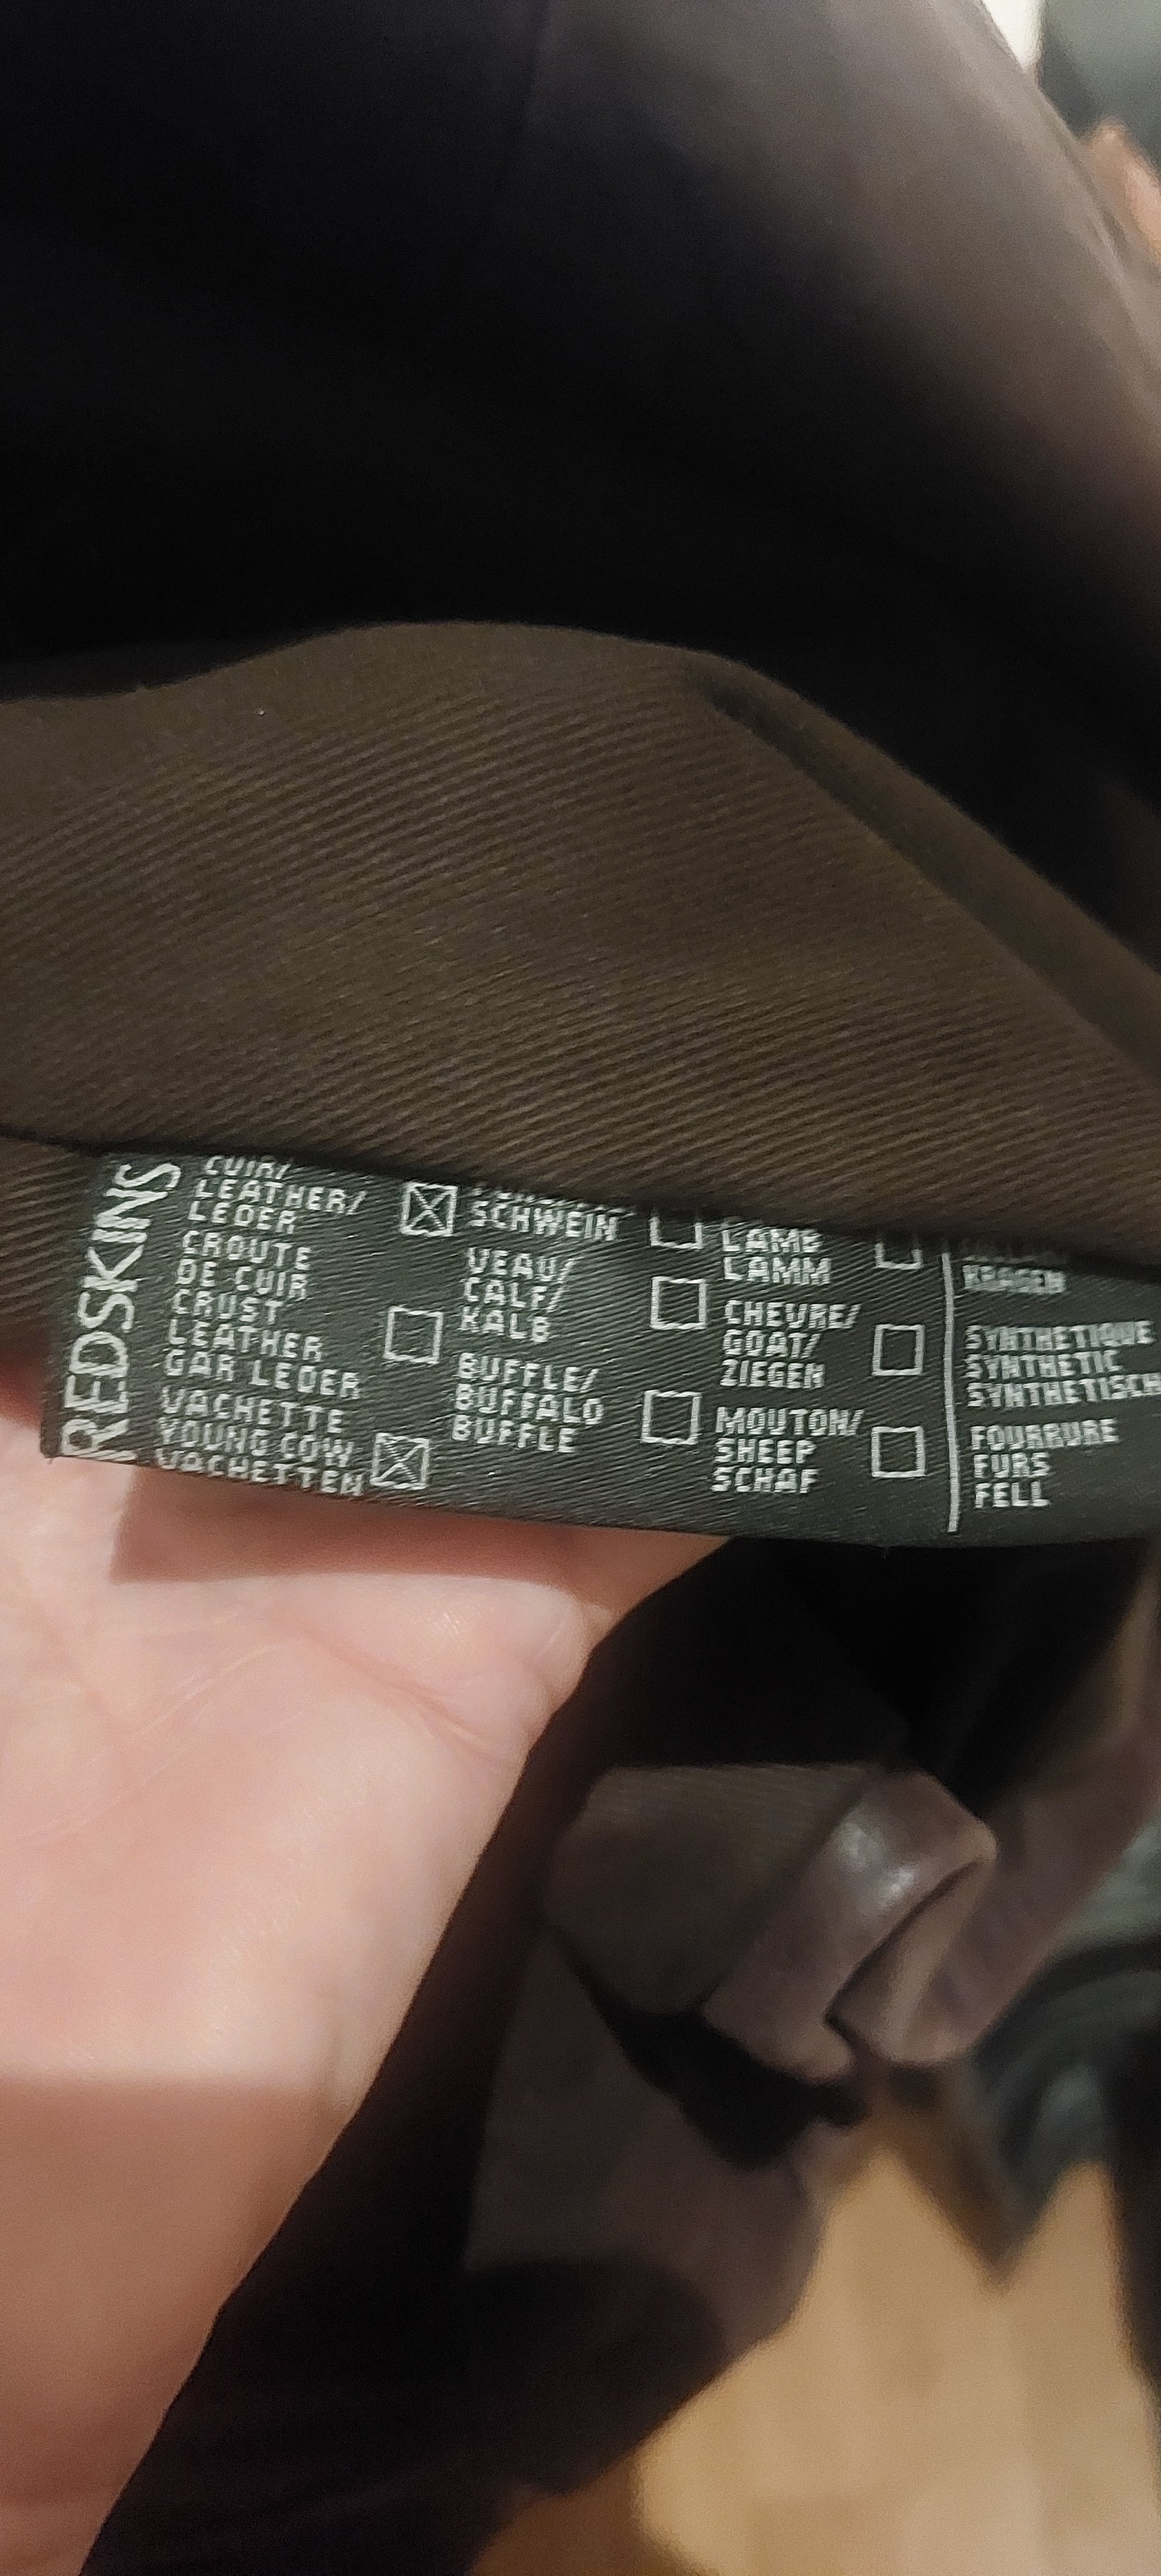 REDSKINS
CUIR/
LEATHER/
LEDER
CROUTE
DE CUIR
CRUST
LEATHER
GAR LEDER
VACHETTE
YOUNG COW
VACHETTEN
SCHWEIN
VEAU/
CALF/
KALB
BUFFLE/
BUFFALO
BUFFLE
LAMB
LAMM
CHEVRE/
GOAT/
ZIEGEN
MOUTON/
SHEEP
SCHAF
KRAGEN
SYNTHETIQUE
SYNTHETIC
SYNTHETISCH
FOURRURE
FURS
FELL